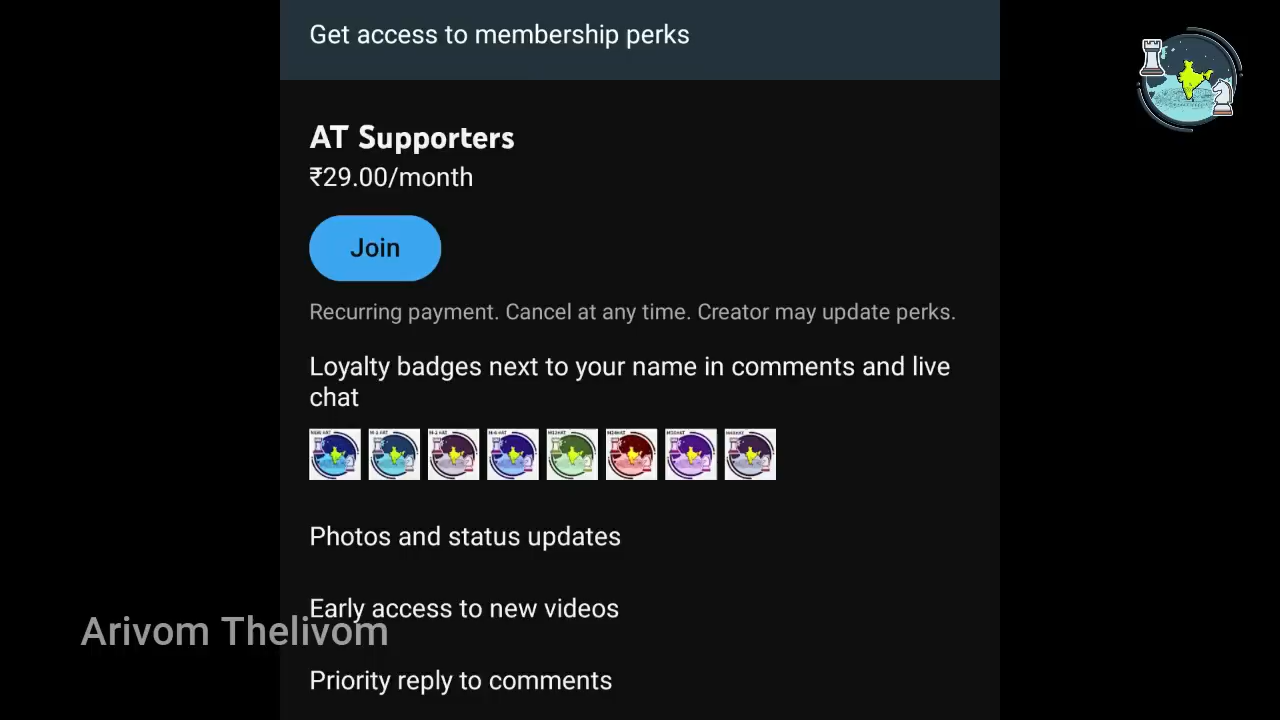 Get access to membership perks
AT Supporters
₹29.00/month
Join
Recurring payment. Cancel at any time. Creator may update perks.
Loyalty badges next to your name in comments and live
chat
Photos and status updates
Early access to new videos
Arivom Thelivom
Priority reply to comments